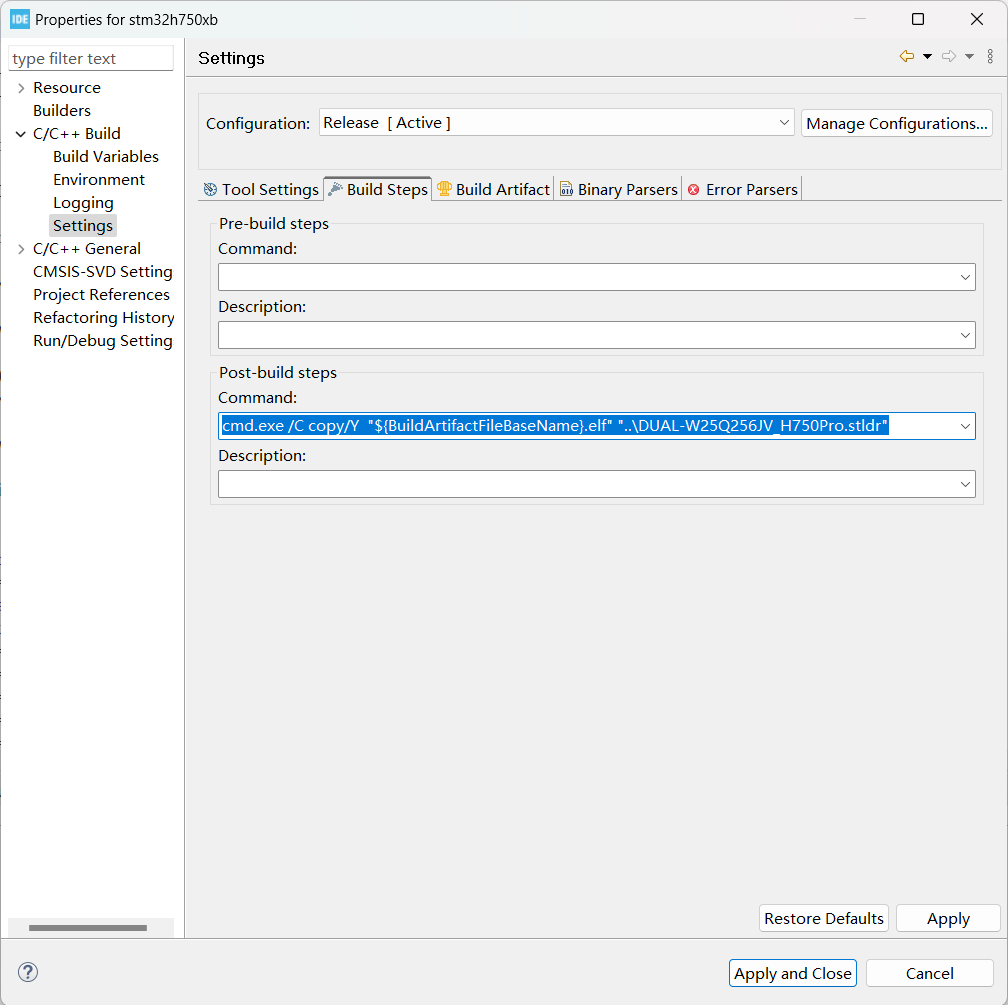 IDE Properties for stm32h750xb
type filter text
Resource
Builders
C/C++ Build
Build Variables
Environment
Logging
Settings
C/C++ General
CMSIS-SVD Setting
Project References
Refactoring History
Run/Debug Setting
Settings
Configuration: Release [ Active ] Manage Configurations...
Tool Settings Build Steps Build Artifact Binary Parsers Error Parsers
Pre-build steps
Command:
Description:
Post-build steps
Command:
cmd.exe /C copy/Y  "${BuildArtifactFileBaseName}.elf" "..\DUAL-W25Q256JV_H750Pro.stldr"
Description:
Restore Defaults Apply
? Apply and Close Cancel